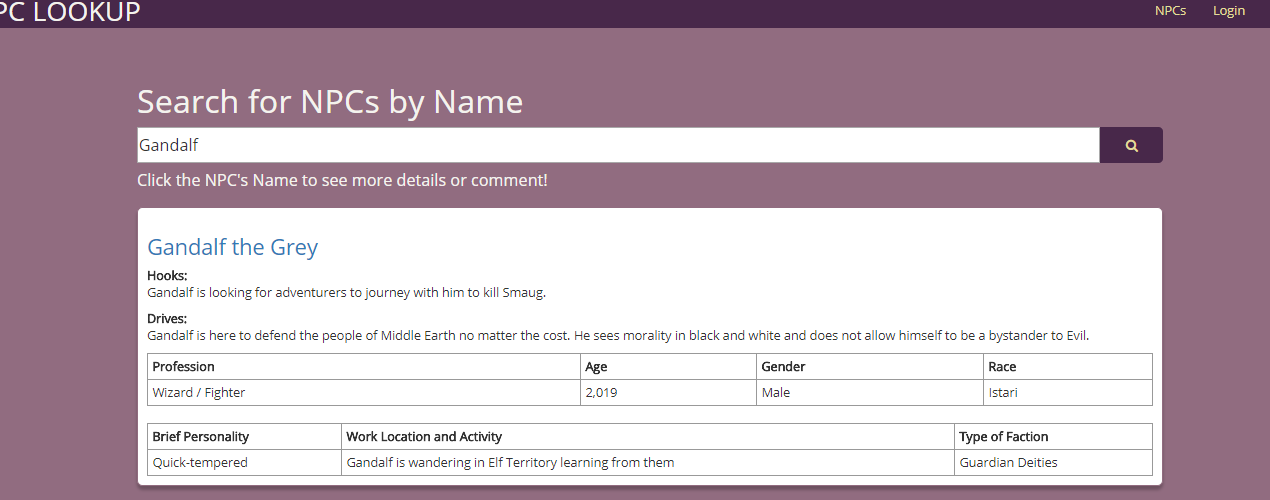 PC LOOKUP
NPCs Login
Search for NPCs by Name
Gandalf
Click the NPC's Name to see more details or comment!
Gandalf the Grey
Hooks:
Gandalf is looking for adventurers to journey with him to kill Smaug.
Drives:
Gandalf is here to defend the people of Middle Earth no matter the cost. He sees morality in black and white and does not allow himself to be a bystander to Evil.
Profession Age Gender Race
Wizard / Fighter 2,019 Male Istari
Brief Personality Work Location and Activity Type of Faction
Quick-tempered Gandalf is wandering in Elf Territory learning from them Guardian Deities